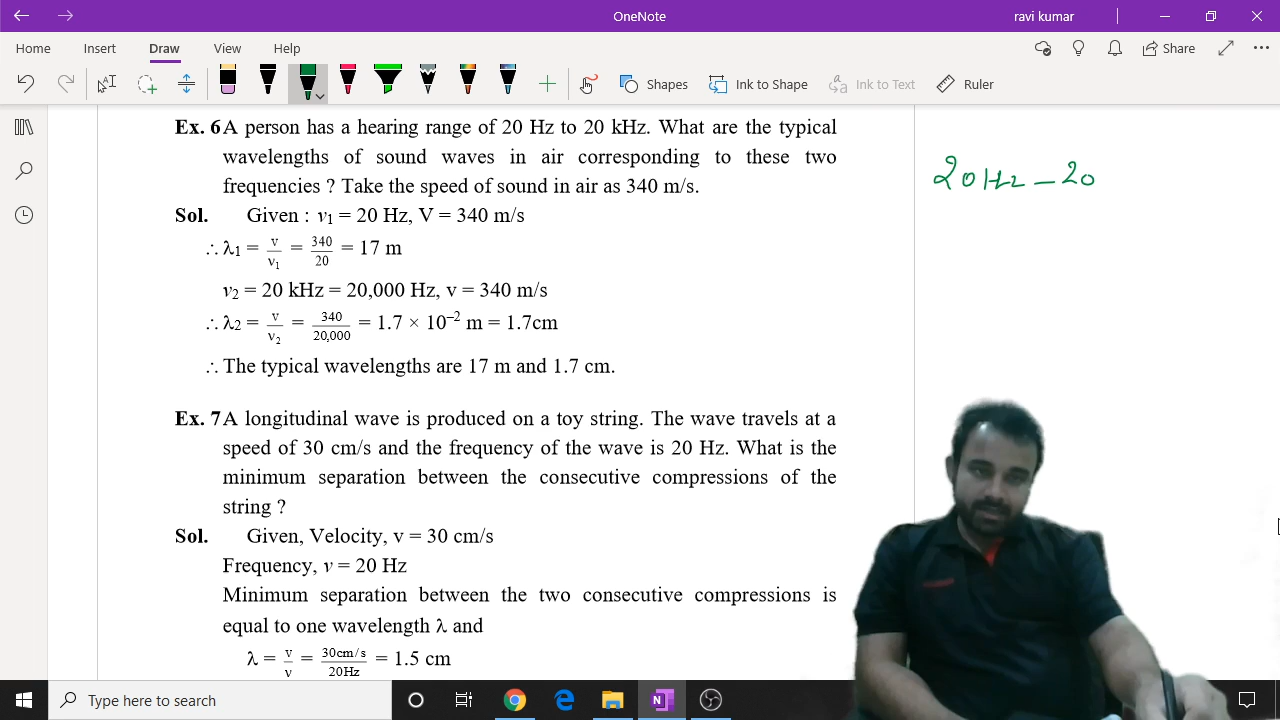 OneNote
ravi kumar
Home Insert Draw View Help
Share
Shapes Ink to Shape Ink to Text Ruler
Ex. 6 A person has a hearing range of 20 Hz to 20 kHz. What are the typical
wavelengths of sound waves in air corresponding to these two
frequencies ? Take the speed of sound in air as 340 m/s.
Sol. Given : ν1 = 20 Hz, V = 340 m/s
∴ λ1 = v/ν1 = 340/20 = 17 m
ν2 = 20 kHz = 20,000 Hz, v = 340 m/s
∴ λ2 = v/ν2 = 340/20,000 = 1.7 × 10–2 m = 1.7cm
∴ The typical wavelengths are 17 m and 1.7 cm.
Ex. 7 A longitudinal wave is produced on a toy string. The wave travels at a
speed of 30 cm/s and the frequency of the wave is 20 Hz. What is the
minimum separation between the consecutive compressions of the
string ?
Sol. Given, Velocity, v = 30 cm/s
Frequency, ν = 20 Hz
Minimum separation between the two consecutive compressions is
equal to one wavelength λ and
λ = v/ν = 30cm/s/20Hz = 1.5 cm
20 Hz – 20
Type here to search